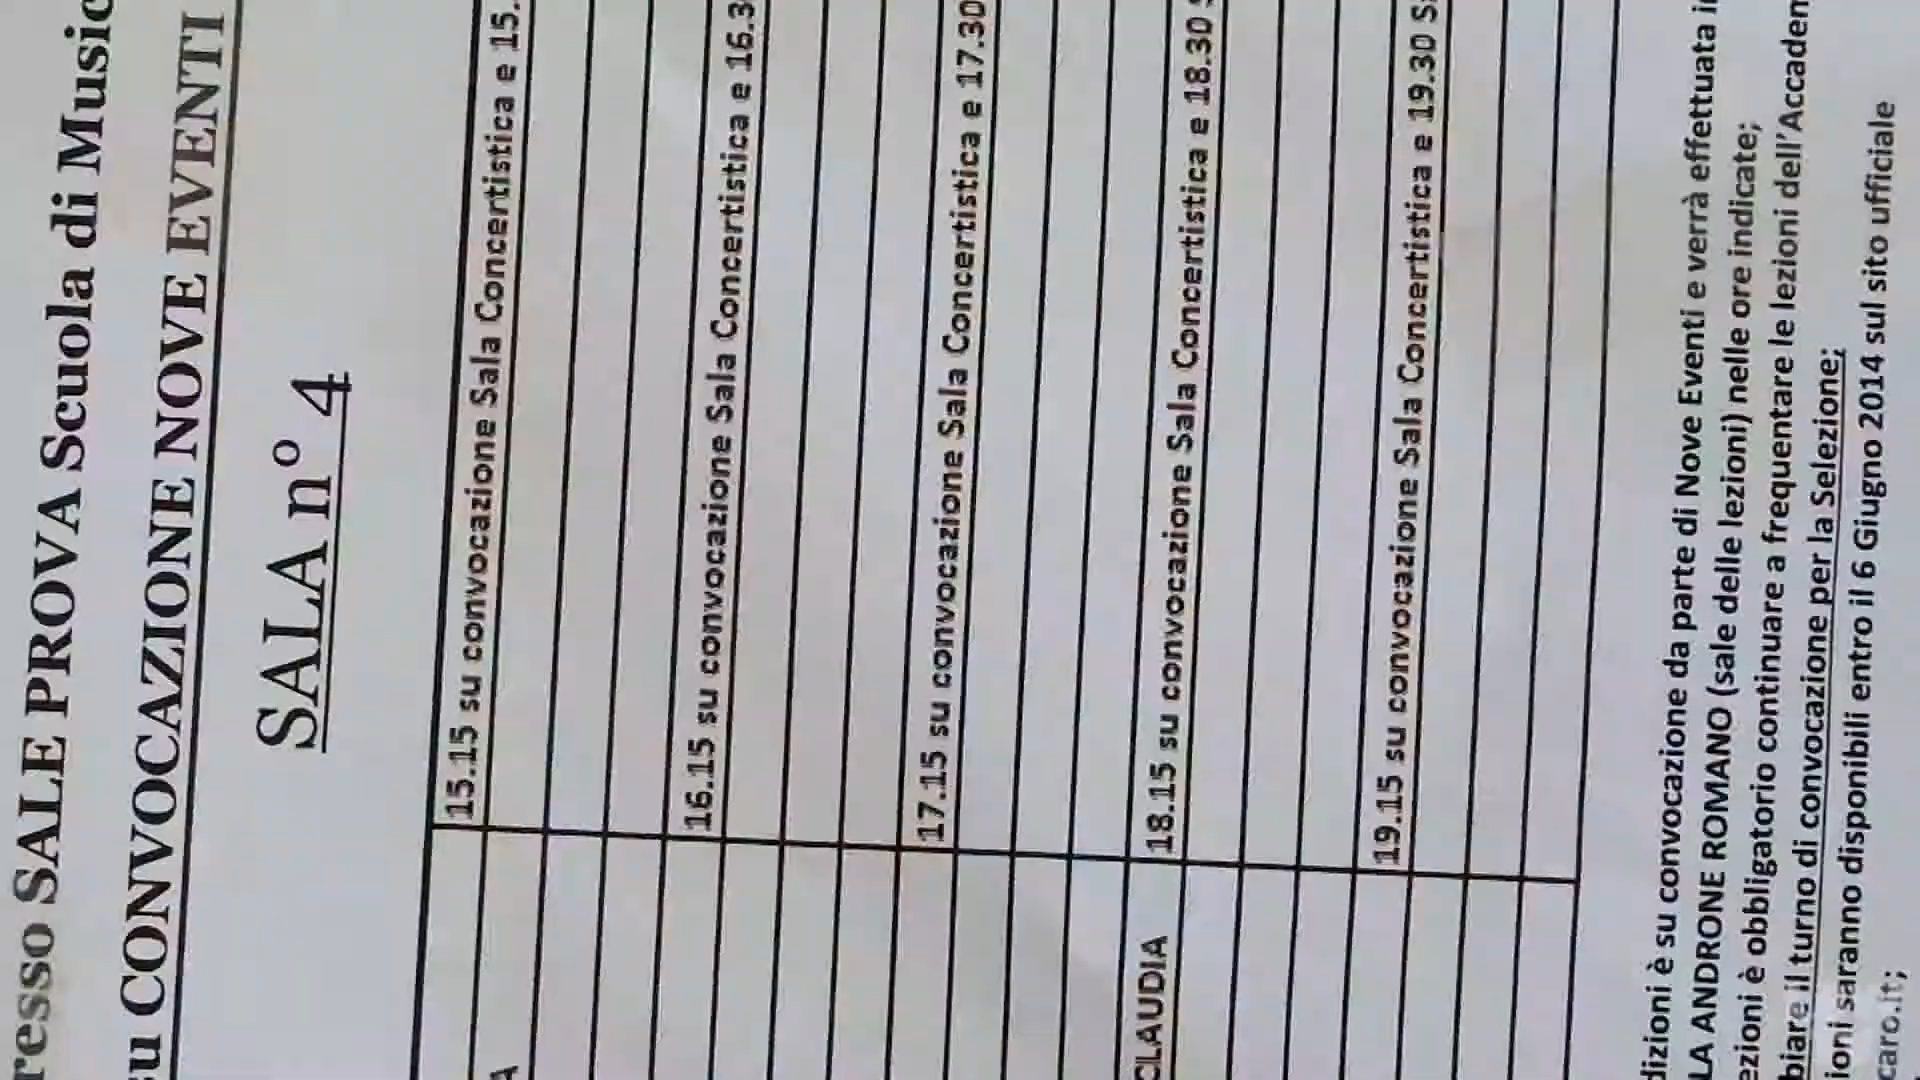 resso SALE PROVA Scuola di Music
su CONVOCAZIONE NOVE EVENTI
SALA n° 4
A 15.15 su convocazione Sala Concertistica e 15.
16.15 su convocazione Sala Concertistica e 16.3
17.15 su convocazione Sala Concertistica e 17.30
CLAUDIA 18.15 su convocazione Sala Concertistica e 18.30 S
19.15 su convocazione Sala Concertistica e 19.30 S
dizioni è su convocazione da parte di Nove Eventi e verrà effettuata i
LA ANDRONE ROMANO (sale delle lezioni) nelle ore indicate;
ezioni è obbligatorio continuare a frequentare le lezioni dell'Accadem
biare il turno di convocazione per la Selezione;
ioni saranno disponibili entro il 6 Giugno 2014 sul sito ufficiale
caro.it;